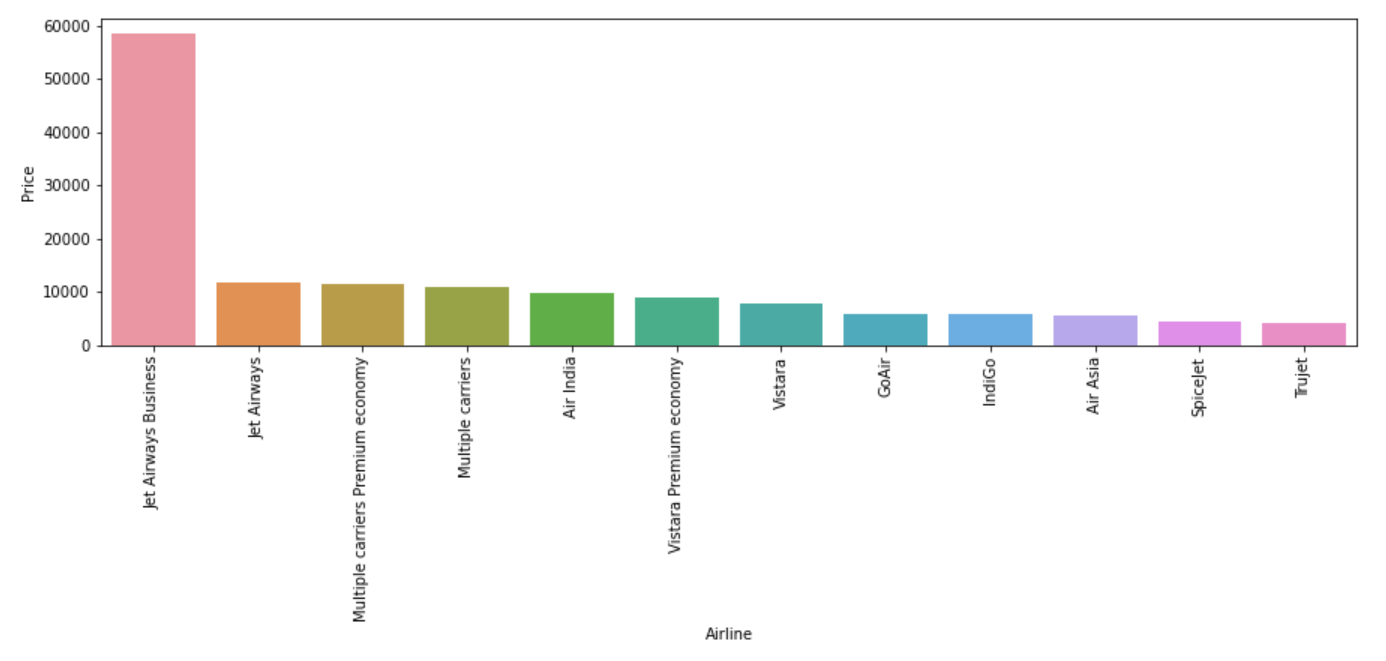 60000
50000
40000
30000
20000
10000
0
Price
Jet Airways Business
Jet Airways
Multiple carriers Premium economy
Multiple carriers
Air India
Vistara Premium economy
Vistara
GoAir
IndiGo
Air Asia
SpiceJet
Trujet
Airline